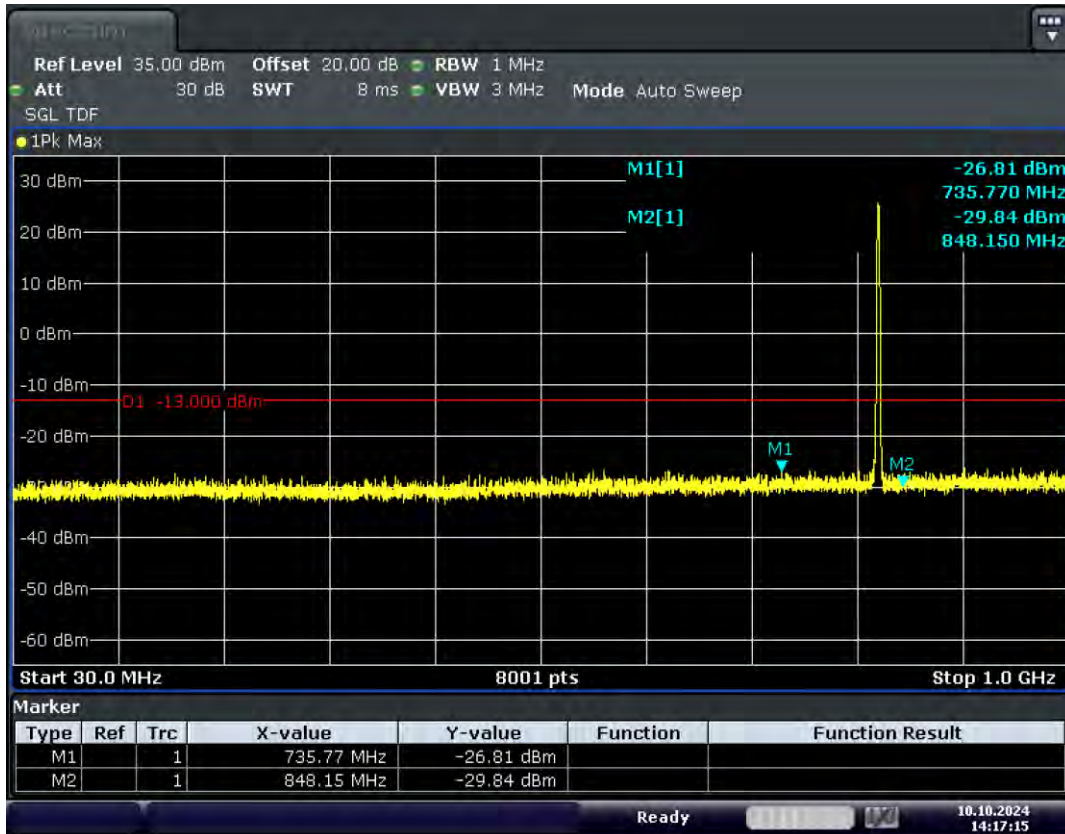 Spectrum
Ref Level 35.00 dBm Offset 20.00 dB RBW 1 MHz
Att 30 dB SWT 8 ms VBW 3 MHz Mode Auto Sweep
SGL TDF
1Pk Max
M1[1] -26.81 dBm
735.770 MHz
M2[1] -29.84 dBm
848.150 MHz
30 dBm
20 dBm
10 dBm
0 dBm
-10 dBm
D1 -13.000 dBm
-20 dBm
M1
M2
-40 dBm
-50 dBm
-60 dBm
Start 30.0 MHz 8001 pts Stop 1.0 GHz
Marker
Type Ref Trc X-value Y-value Function Function Result
M1 1 735.77 MHz -26.81 dBm
M2 1 848.15 MHz -29.84 dBm
Ready 10.10.2024
14:17:15